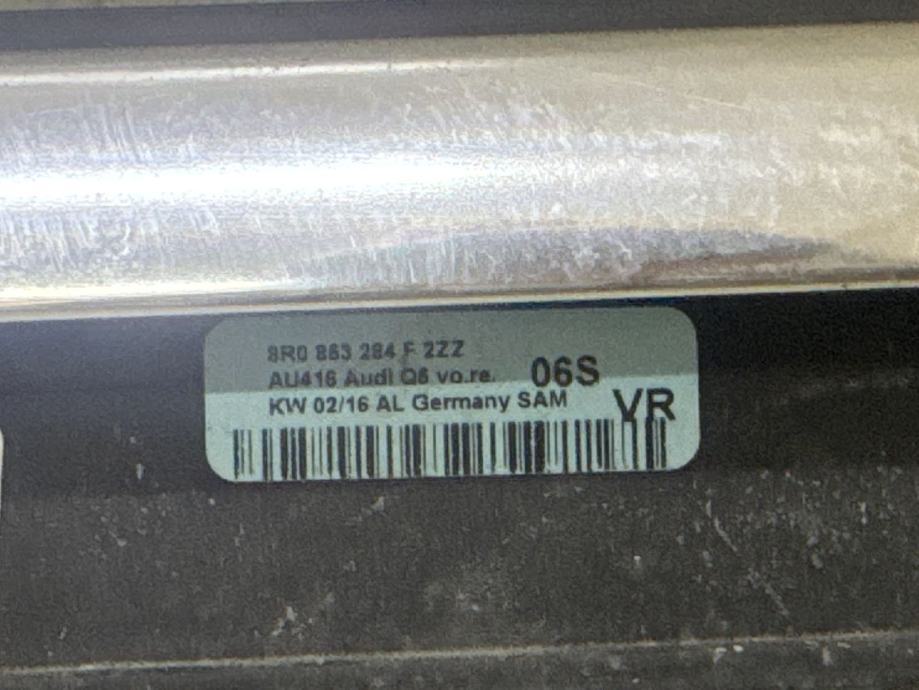 8R0 853 284 F 2ZZ
AU416 Audi Q5 vo.re. 06S
KW 02/16 AL Germany SAM VR